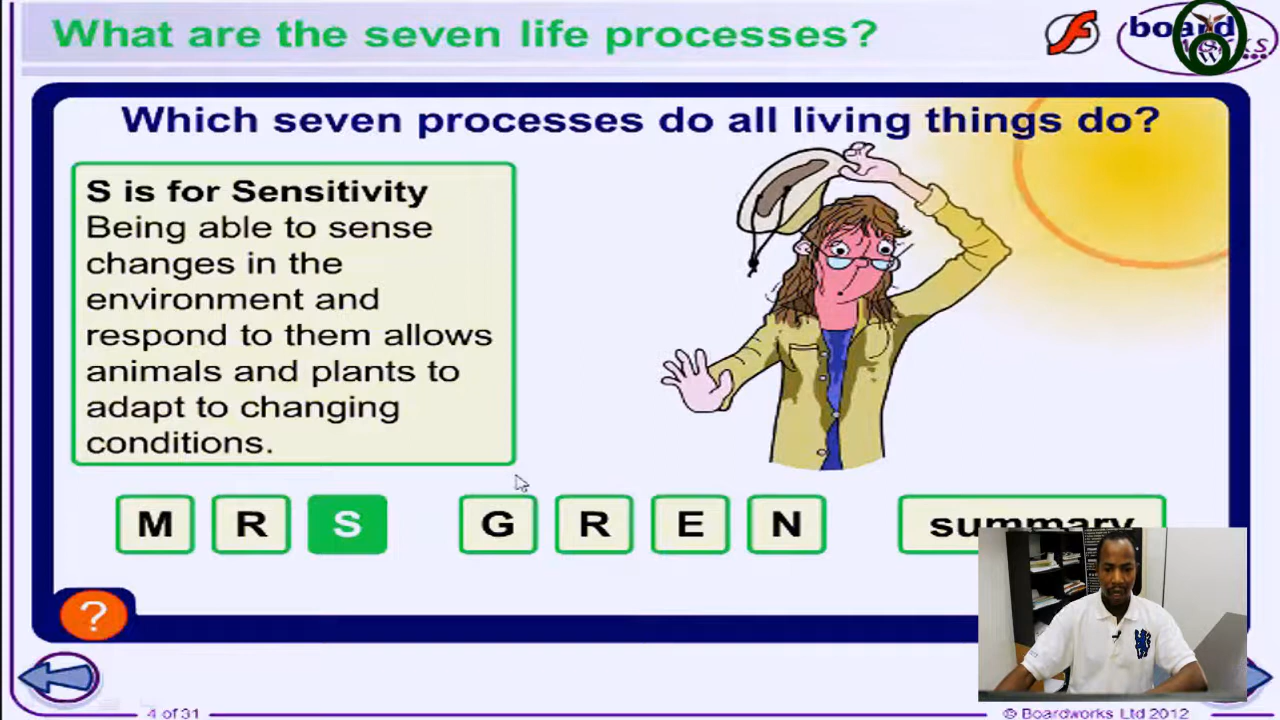 What are the seven life processes?
board
Which seven processes do all living things do?
S is for Sensitivity
Being able to sense
changes in the
environment and
respond to them allows
animals and plants to
adapt to changing
conditions.
M R S G R E N summary
?
4 of 31
© Boardworks Ltd 2012